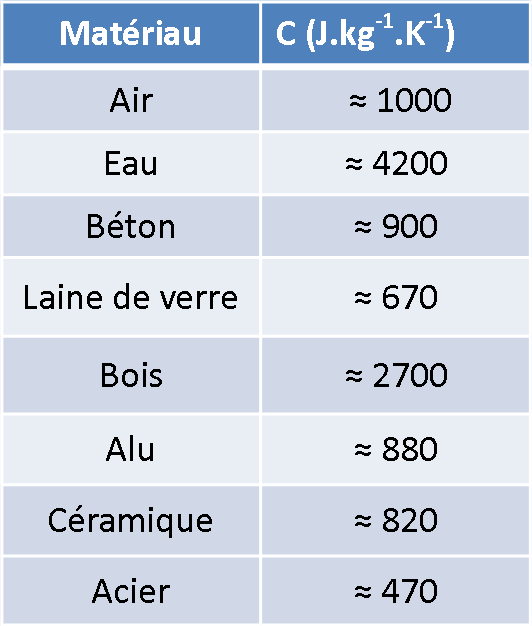 Matériau C (J.kg⁻¹.K⁻¹)
Air ≈ 1000
Eau ≈ 4200
Béton ≈ 900
Laine de verre ≈ 670
Bois ≈ 2700
Alu ≈ 880
Céramique ≈ 820
Acier ≈ 470